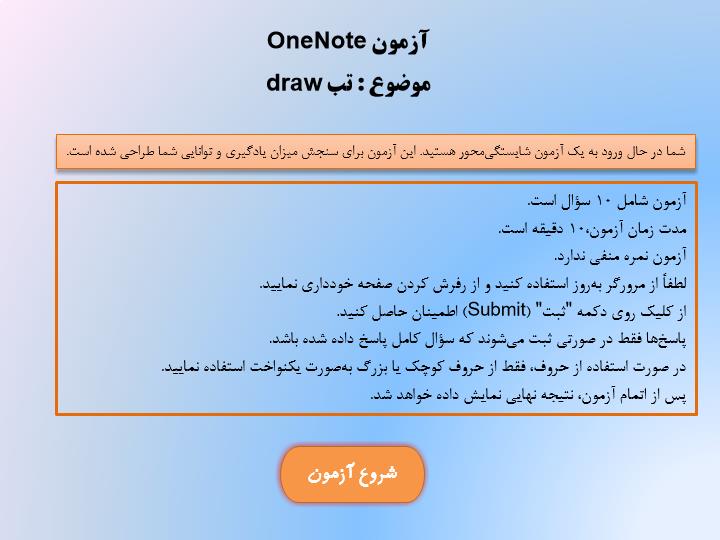 آزمون OneNote
موضوع : تب draw
شما در حال ورود به یک آزمون شایستگی‌محور هستید. این آزمون برای سنجش میزان یادگیری و توانایی شما طراحی شده است.
آزمون شامل ۱۰ سؤال است.
مدت زمان آزمون،۱۰ دقیقه است.
آزمون نمره منفی ندارد.
لطفاً از مرورگر به‌روز استفاده کنید و از رفرش کردن صفحه خودداری نمایید.
از کلیک روی دکمه "ثبت" (Submit) اطمینان حاصل کنید.
پاسخ‌ها فقط در صورتی ثبت می‌شوند که سؤال کامل پاسخ داده شده باشد.
در صورت استفاده از حروف، فقط از حروف کوچک یا بزرگ به‌صورت یکنواخت استفاده نمایید.
پس از اتمام آزمون، نتیجه نهایی نمایش داده خواهد شد.
شروع آزمون